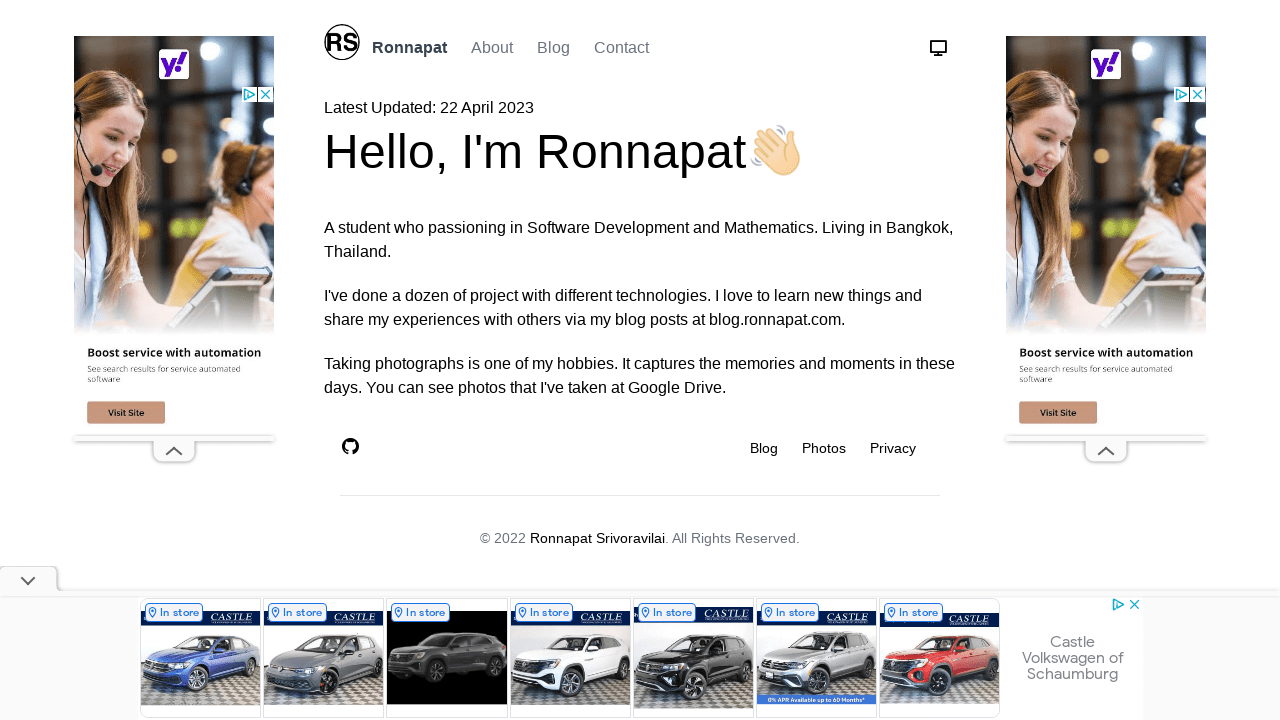 RS
Ronnapat
About
Blog
Contact
Latest Updated: 22 April 2023
Hello, I'm Ronnapat
A student who passioning in Software Development and Mathematics. Living in Bangkok,
Thailand.
I've done a dozen of project with different technologies. I love to learn new things and
share my experiences with others via my blog posts at blog.ronnapat.com.
Taking photographs is one of my hobbies. It captures the memories and moments in these
days. You can see photos that I've taken at Google Drive.
Blog
Photos
Privacy
© 2022 Ronnapat Srivoravilai. All Rights Reserved.
y!
Boost service with automation
See search results for service automated
software
Visit Site
y!
Boost service with automation
See search results for service automated
software
Visit Site
In store
CASTLE
In store
CASTLE
In store
In store
CASTLE
In store
CASTLE
In store
CASTLE
0% APR Available up to 60 Months*
In store
CASTLE
Castle
Volkswagen of
Schaumburg